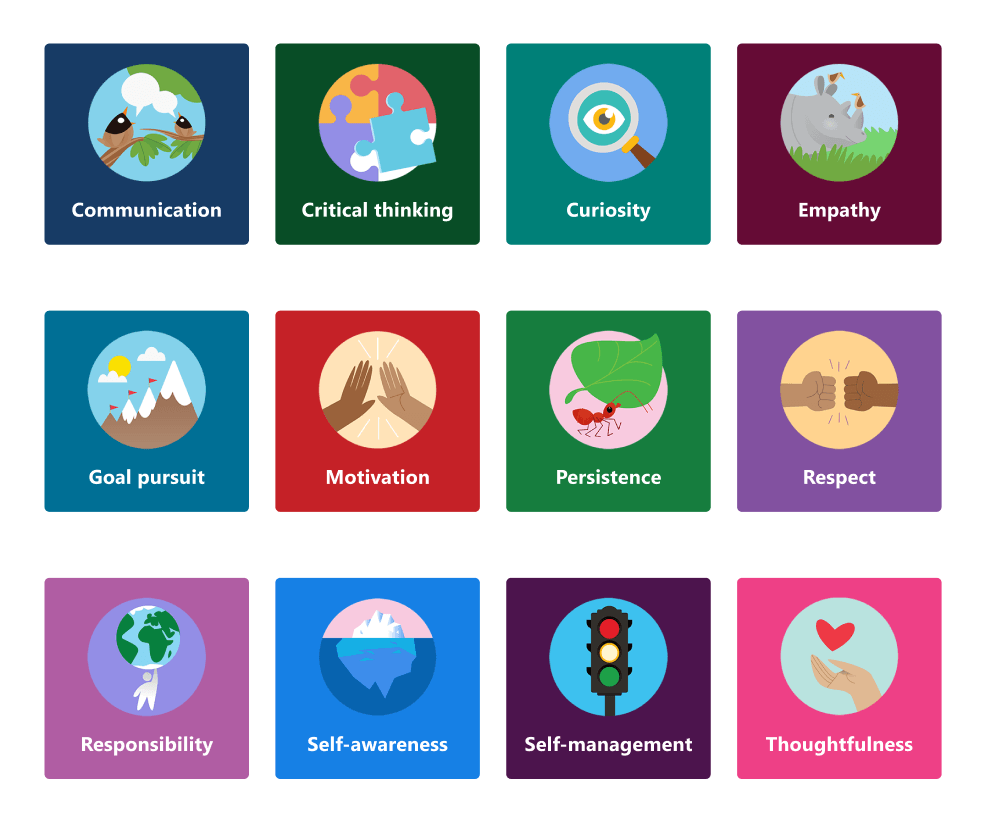 Communication
Critical thinking
Curiosity
Empathy
Goal pursuit
Motivation
Persistence
Respect
Responsibility
Self-awareness
Self-management
Thoughtfulness